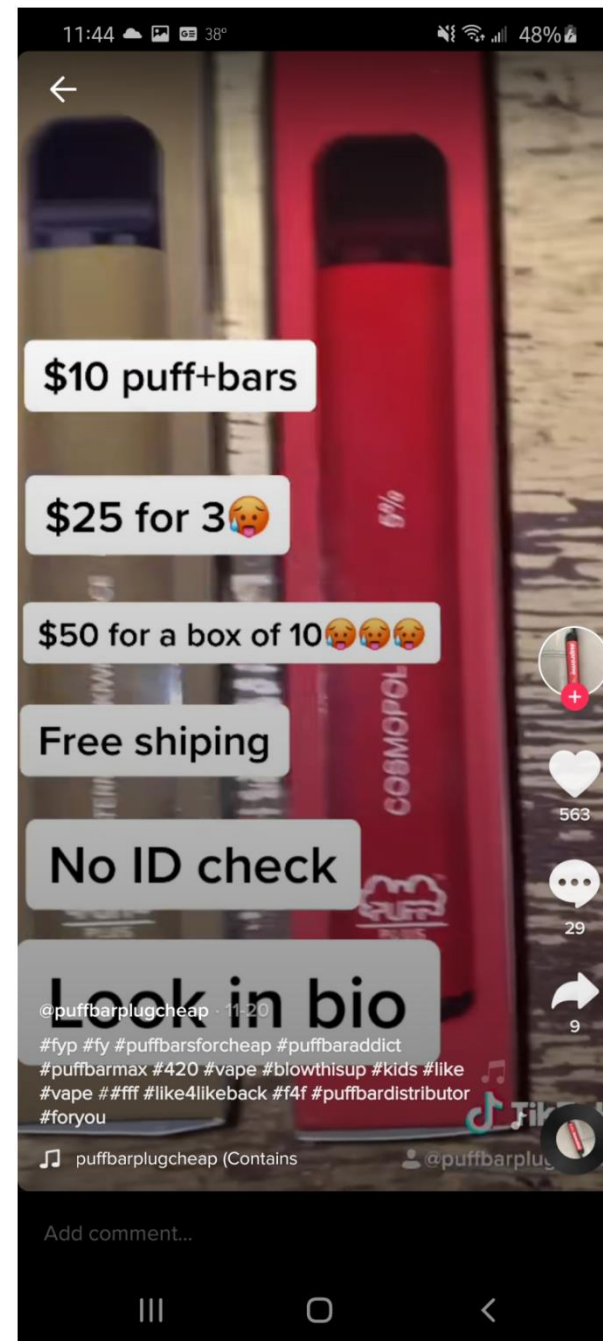 11:44 38° 48%
$10 puff+bars
$25 for 3🥵
6%
$50 for a box of 10🥵🥵🥵
COSMOPOL
Free shiping
No ID check
PUFF
PLUS
Look in bio
563
29
9
@puffbarplugcheap · 11-20
#fyp #fy #puffbarsforcheap #puffbaraddict
#puffbarmax #420 #vape #blowthisup #kids #like
#vape ##fff #like4likeback #f4f #puffbardistributor
#foryou
puffbarplugcheap (Contains
@puffbarplug
Add comment...